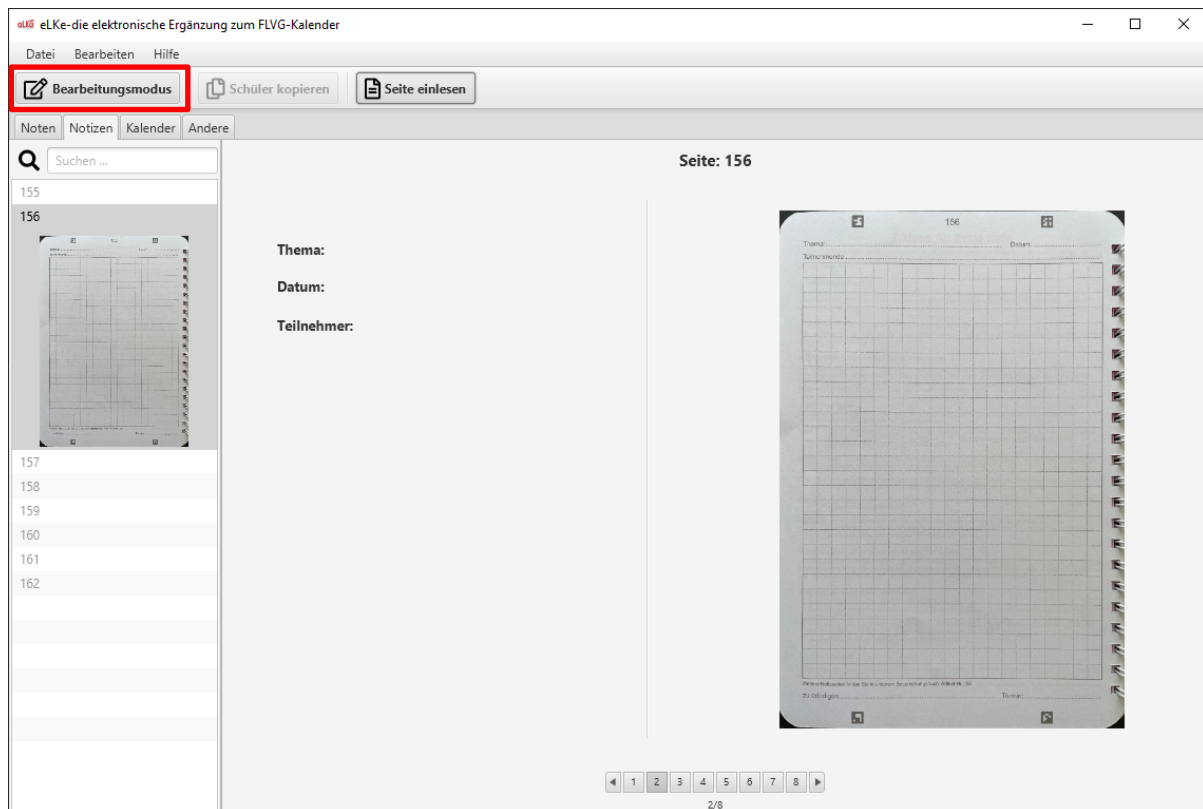 eLKe eLKe-die elektronische Ergänzung zum FLVG-Kalender
Datei Bearbeiten Hilfe
Bearbeitungsmodus Schüler kopieren Seite einlesen
Noten Notizen Kalender Andere
Suchen ...
155
156
157
158
159
160
161
162
Seite: 156
Thema:
Datum:
Teilnehmer:
156
Thema: Datum:
Teilnehmende
zu erledigen: Termin:
1 2 3 4 5 6 7 8
2/8